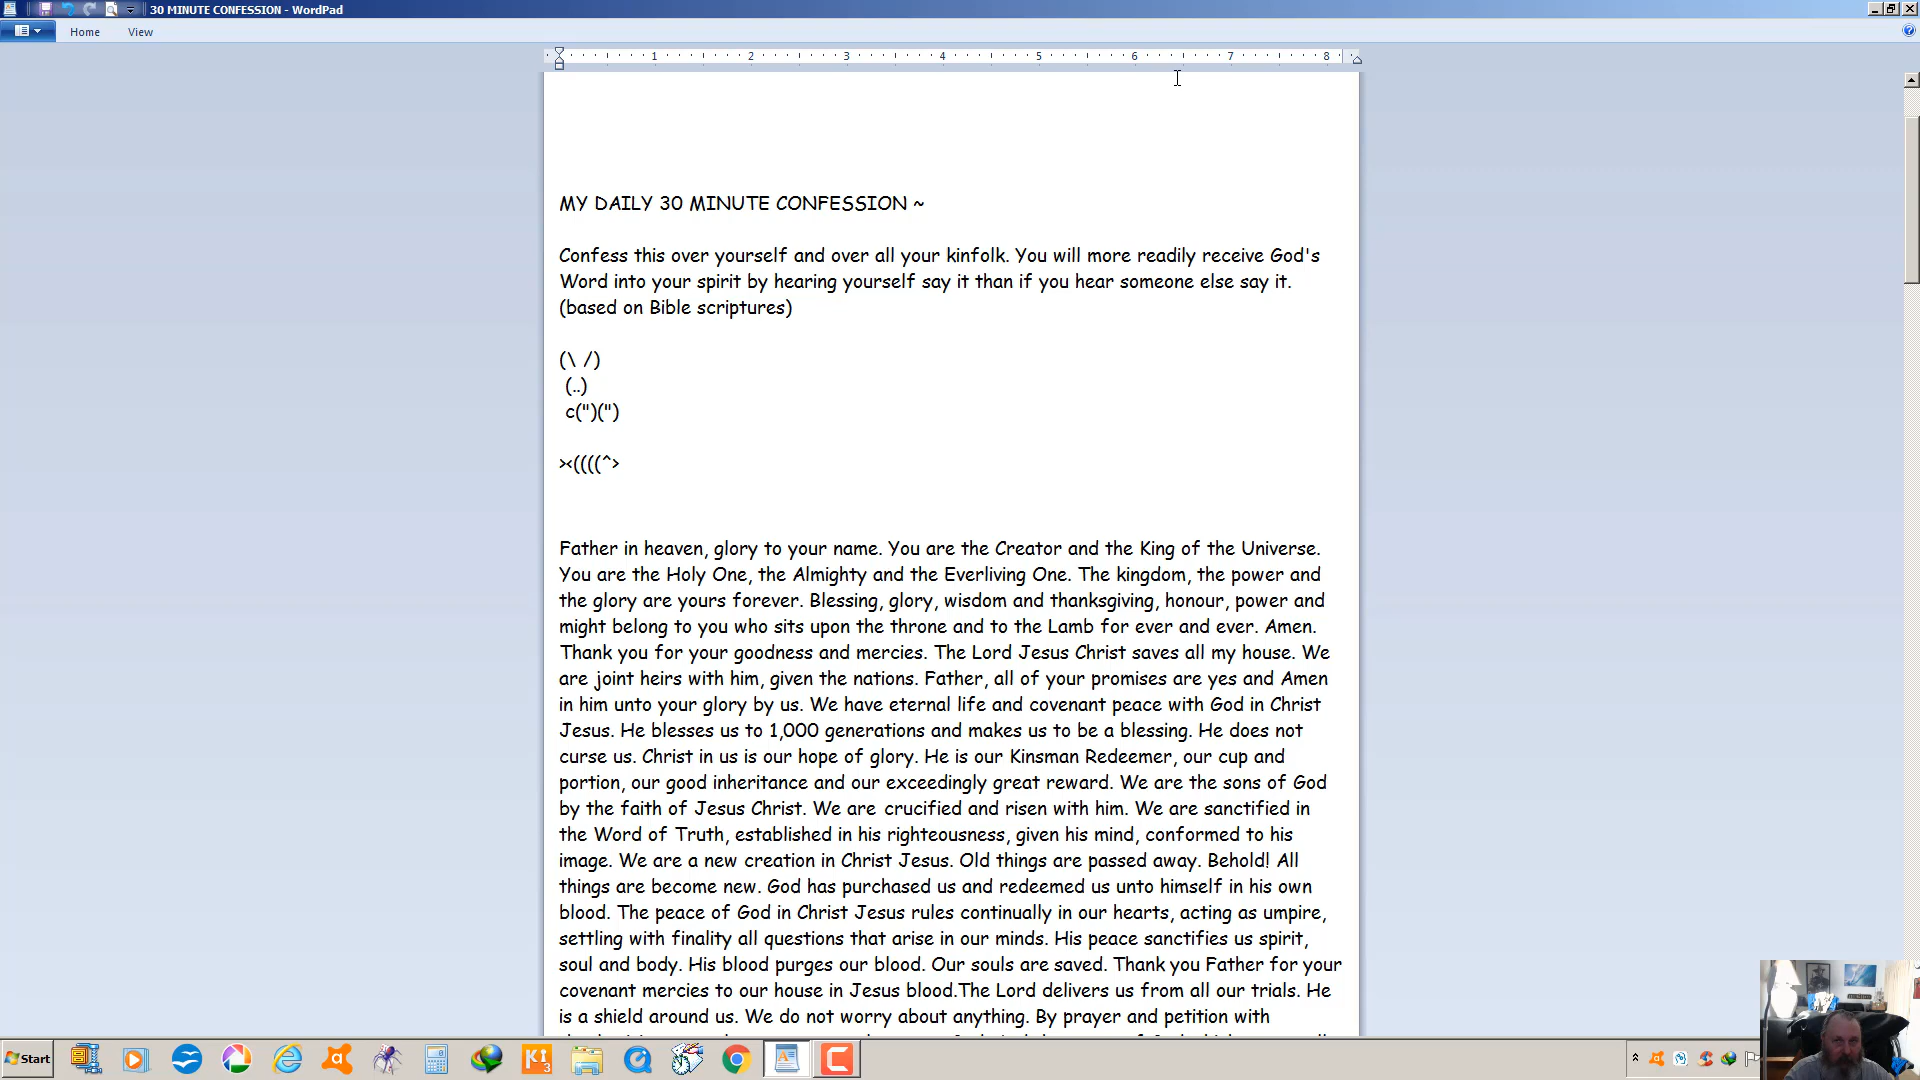 30 MINUTE CONFESSION - WordPad
Home View
1 2 3 4 5 6 7 8
MY DAILY 30 MINUTE CONFESSION ~
Confess this over yourself and over all your kinfolk. You will more readily receive God's
Word into your spirit by hearing yourself say it than if you hear someone else say it.
(based on Bible scriptures)
(\ /)
(..)
c(")(")
><((((^>
Father in heaven, glory to your name. You are the Creator and the King of the Universe.
You are the Holy One, the Almighty and the Everliving One. The kingdom, the power and
the glory are yours forever. Blessing, glory, wisdom and thanksgiving, honour, power and
might belong to you who sits upon the throne and to the Lamb for ever and ever. Amen.
Thank you for your goodness and mercies. The Lord Jesus Christ saves all my house. We
are joint heirs with him, given the nations. Father, all of your promises are yes and Amen
in him unto your glory by us. We have eternal life and covenant peace with God in Christ
Jesus. He blesses us to 1,000 generations and makes us to be a blessing. He does not
curse us. Christ in us is our hope of glory. He is our Kinsman Redeemer, our cup and
portion, our good inheritance and our exceedingly great reward. We are the sons of God
by the faith of Jesus Christ. We are crucified and risen with him. We are sanctified in
the Word of Truth, established in his righteousness, given his mind, conformed to his
image. We are a new creation in Christ Jesus. Old things are passed away. Behold! All
things are become new. God has purchased us and redeemed us unto himself in his own
blood. The peace of God in Christ Jesus rules continually in our hearts, acting as umpire,
settling with finality all questions that arise in our minds. His peace sanctifies us spirit,
soul and body. His blood purges our blood. Our souls are saved. Thank you Father for your
covenant mercies to our house in Jesus blood.The Lord delivers us from all our trials. He
is a shield around us. We do not worry about anything. By prayer and petition with
Start